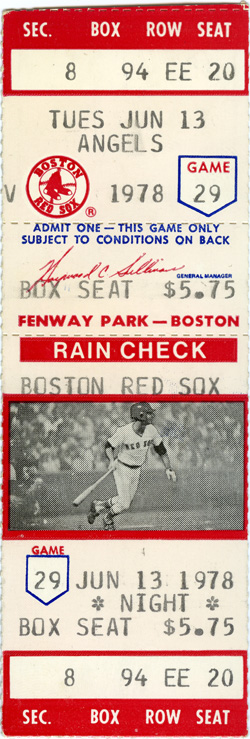 SEC. BOX ROW SEAT
8 94 EE 20
TUES JUN 13
ANGELS
BOSTON
RED SOX
®
V 1978
GAME
29
ADMIT ONE — THIS GAME ONLY
SUBJECT TO CONDITIONS ON BACK
Haywood C. Sullivan
GENERAL MANAGER
BOX SEAT $5.75
FENWAY PARK — BOSTON
RAIN CHECK
BOSTON RED SOX
RED SOX
GAME
29 JUN 13 1978
* NIGHT *
BOX SEAT $5.75
8 94 EE 20
SEC. BOX ROW SEAT